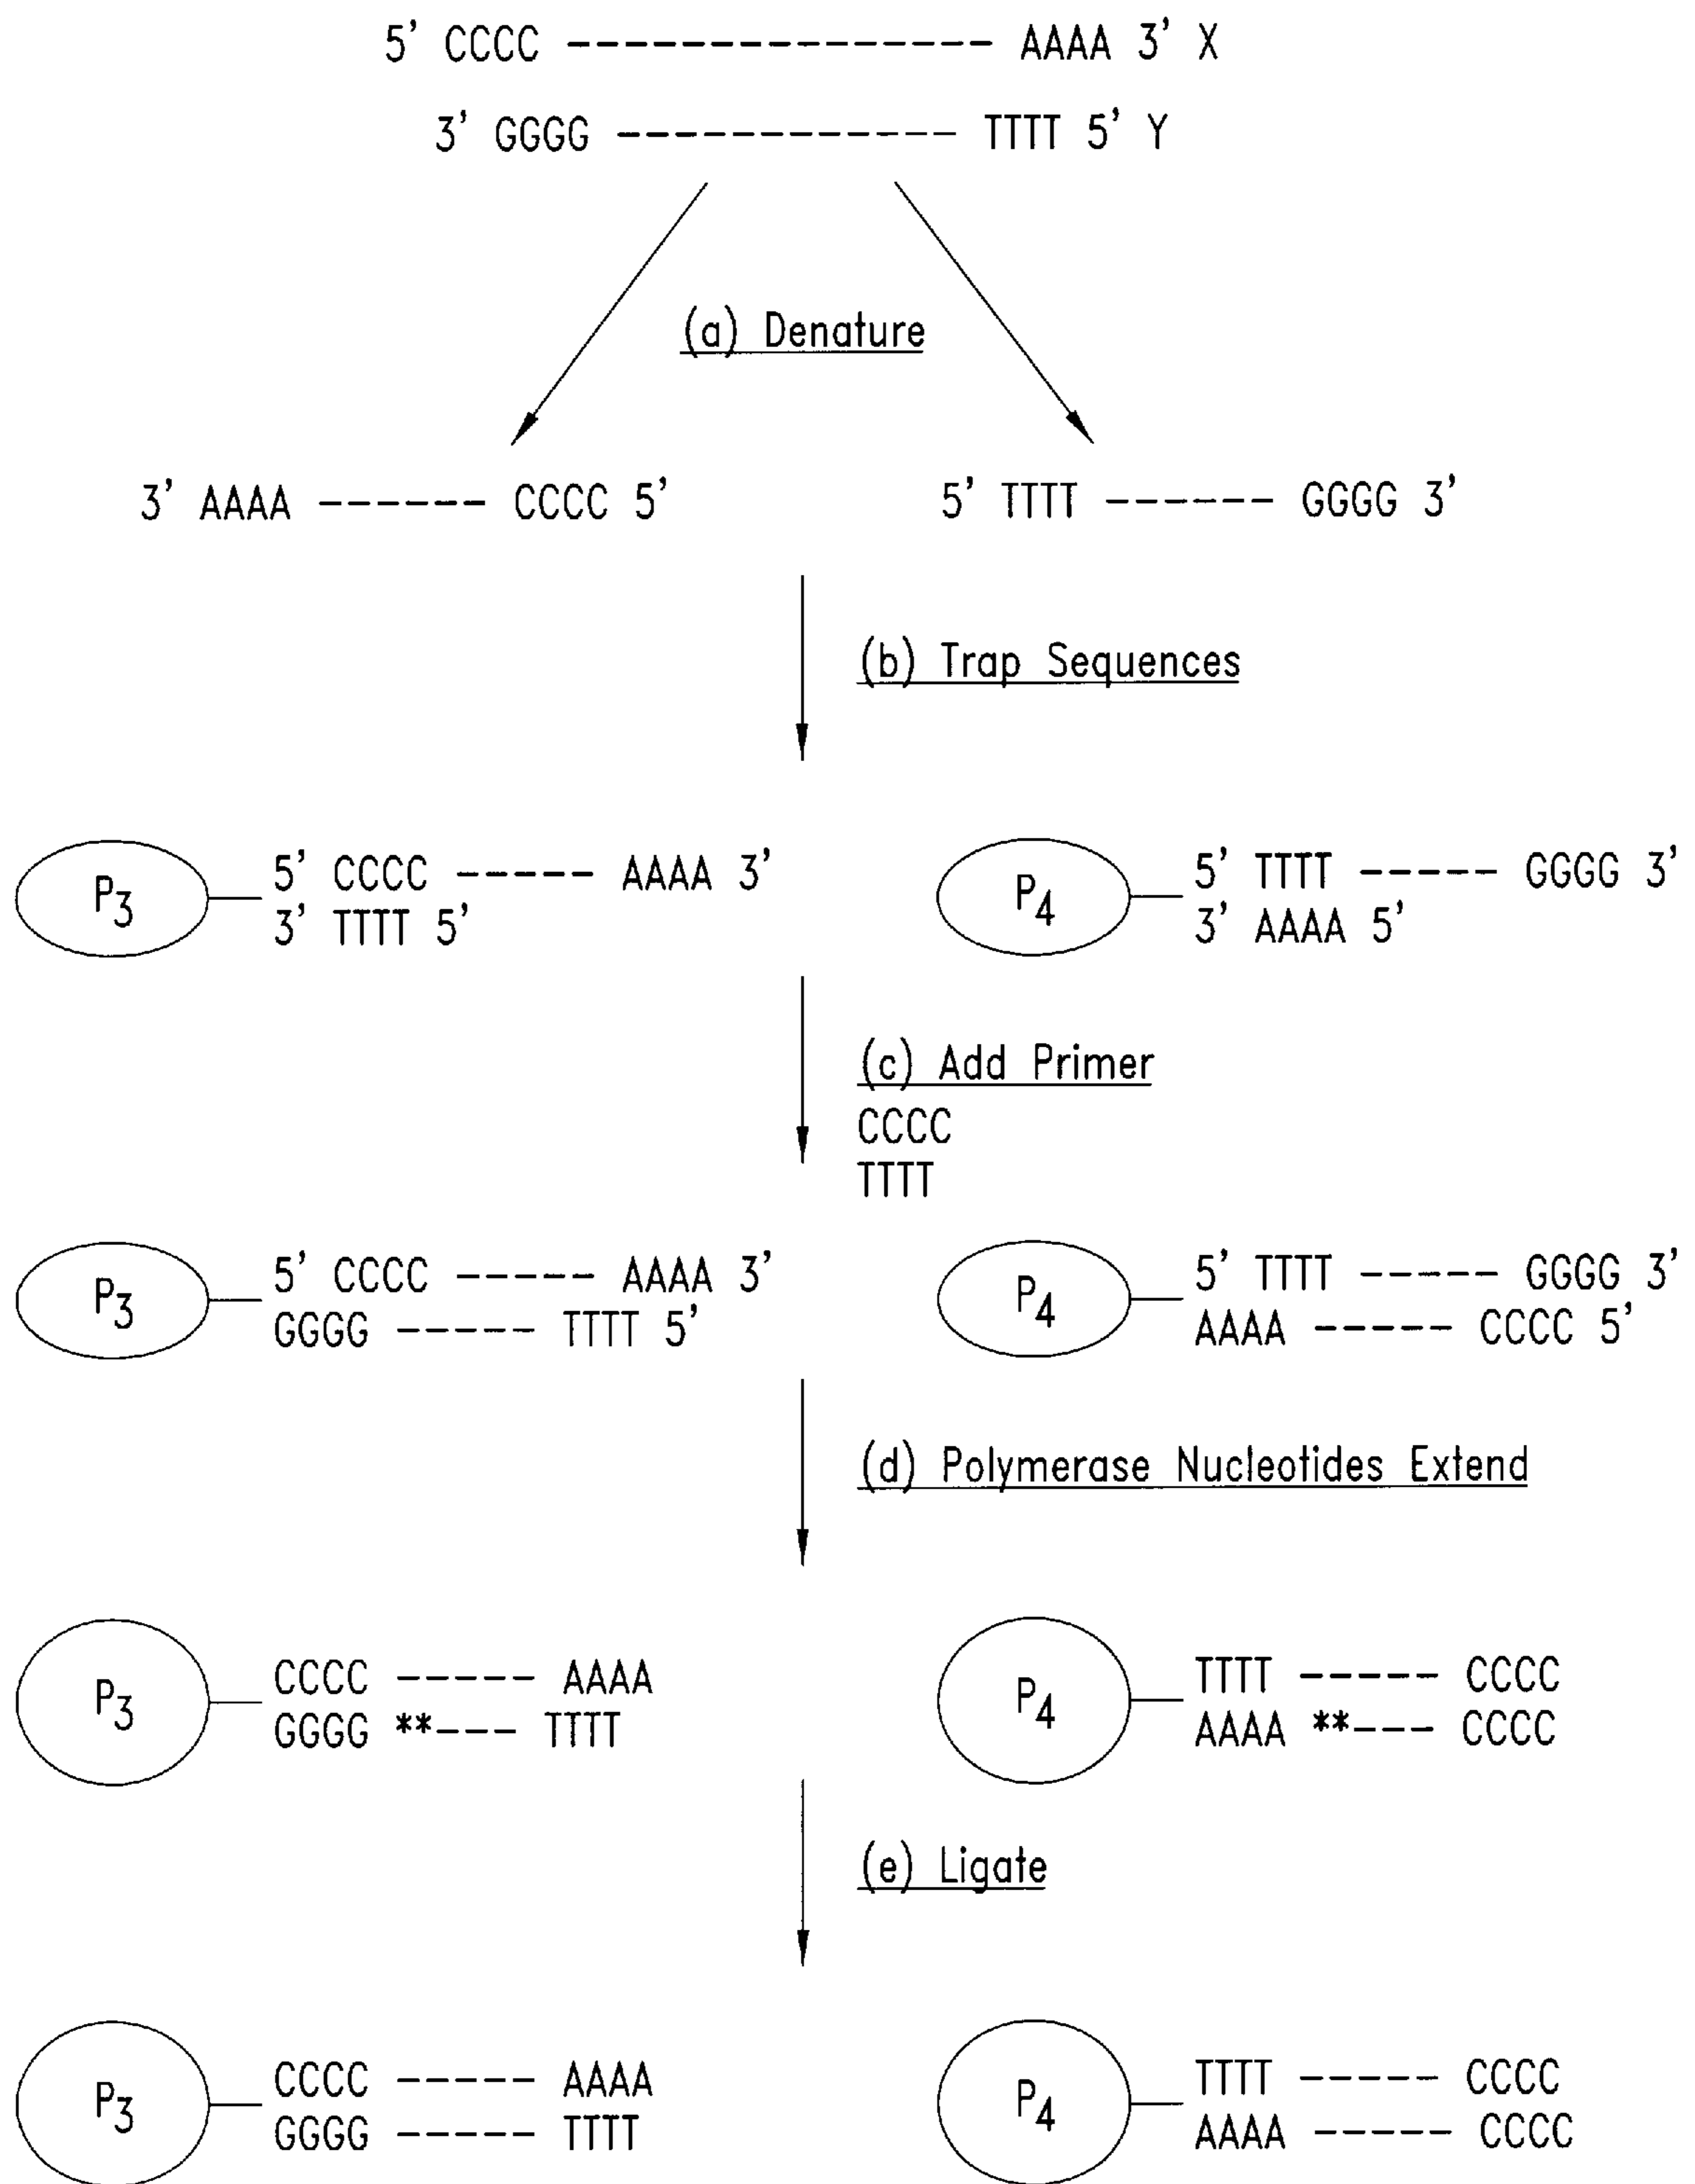 5' CCCC --------------- AAAA 3' X
3' GGGG ------------ TTTT 5' Y
(a) Denature
3' AAAA ------ CCCC 5'
5' TTTT ------ GGGG 3'
(b) Trap Sequences
P3
5' CCCC ----- AAAA 3'
3' TTTT 5'
P4
5' TTTT ----- GGGG 3'
3' AAAA 5'
(c) Add Primer
CCCC
TTTT
P3
5' CCCC ----- AAAA 3'
GGGG ----- TTTT 5'
P4
5' TTTT ----- GGGG 3'
AAAA ----- CCCC 5'
(d) Polymerase Nucleotides Extend
P3
CCCC ----- AAAA
GGGG **--- TTTT
P4
TTTT ----- CCCC
AAAA **--- CCCC
(e) Ligate
P3
CCCC ----- AAAA
GGGG ----- TTTT
P4
TTTT ----- CCCC
AAAA ----- CCCC